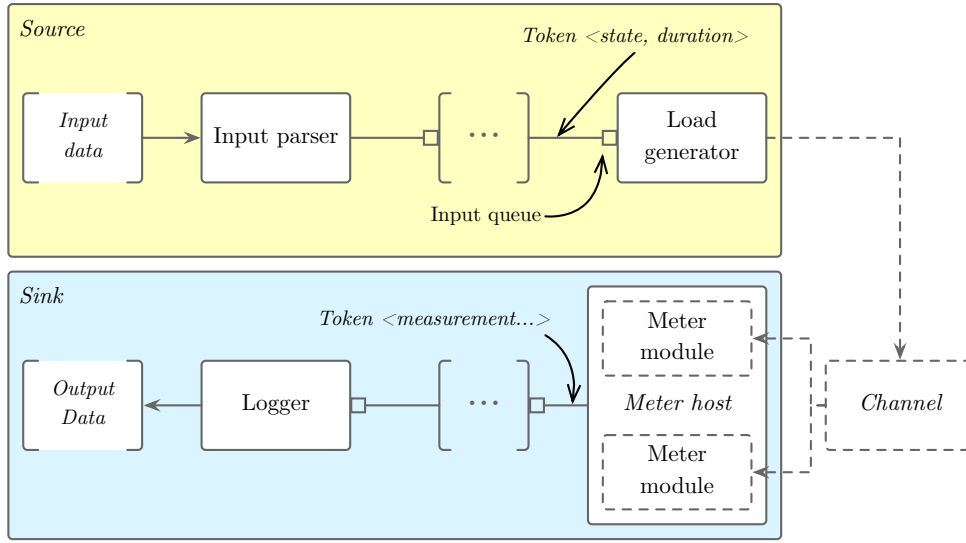 Source
Token <state, duration>
Input
data
Input parser
...
Load
generator
Input queue
Sink
Token <measurement...>
Meter
module
Output
Data
Logger
...
Meter host
Channel
Meter
module